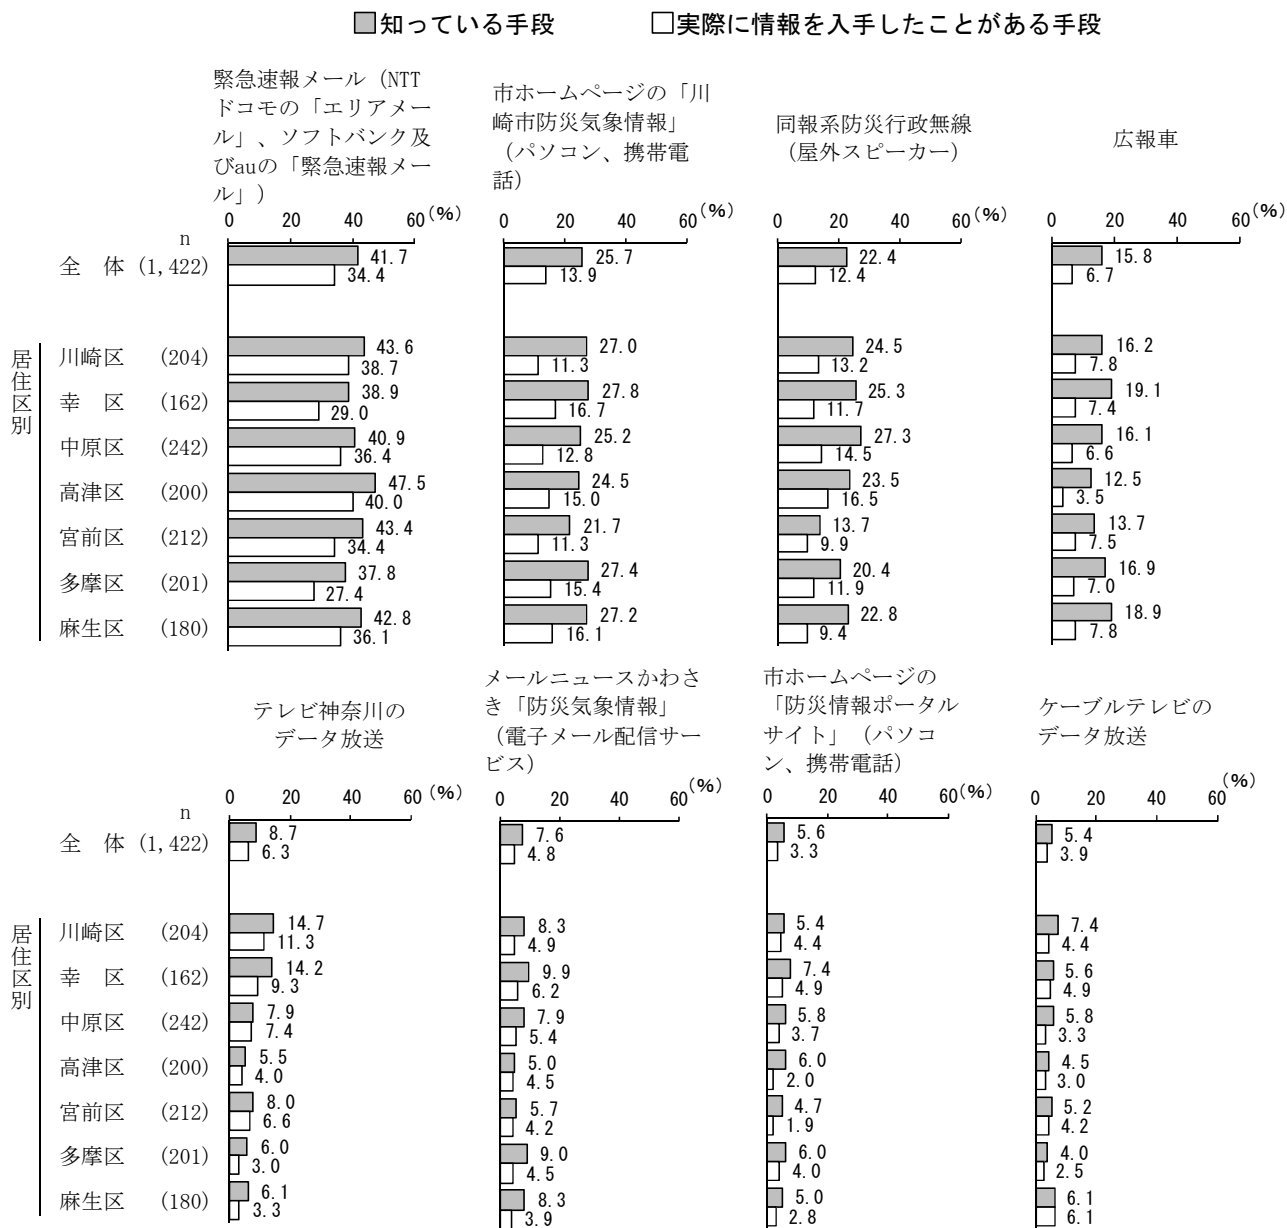 知っている手段 実際に情報を入手したことがある手段
緊急速報メール（NTT
ドコモの「エリアメー
ル」、ソフトバンク及
びauの「緊急速報メー
ル」）
市ホームページの「川
崎市防災気象情報」
（パソコン、携帯電
話）
同報系防災行政無線
（屋外スピーカー）
広報車
0 20 40 60(%) 0 20 40 60(%) 0 20 40 60(%) 0 20 40 60(%)
n
全 体 (1,422) 41.7 25.7 22.4 15.8
34.4 13.9 12.4 6.7
居住区別
川崎区 (204) 43.6 27.0 24.5 16.2
38.7 11.3 13.2 7.8
幸 区 (162) 38.9 27.8 25.3 19.1
29.0 16.7 11.7 7.4
中原区 (242) 40.9 25.2 27.3 16.1
36.4 12.8 14.5 6.6
高津区 (200) 47.5 24.5 23.5 12.5
40.0 15.0 16.5 3.5
宮前区 (212) 43.4 21.7 13.7 13.7
34.4 11.3 9.9 7.5
多摩区 (201) 37.8 27.4 20.4 16.9
27.4 15.4 11.9 7.0
麻生区 (180) 42.8 27.2 22.8 18.9
36.1 16.1 9.4 7.8
テレビ神奈川の
データ放送
メールニュースかわさ
き「防災気象情報」
（電子メール配信サー
ビス）
市ホームページの
「防災情報ポータル
サイト」（パソコ
ン、携帯電話）
ケーブルテレビの
データ放送
0 20 40 60(%) 0 20 40 60(%) 0 20 40 60(%) 0 20 40 60(%)
n
全 体 (1,422) 8.7 7.6 5.6 5.4
6.3 4.8 3.3 3.9
居住区別
川崎区 (204) 14.7 8.3 5.4 7.4
11.3 4.9 4.4 4.4
幸 区 (162) 14.2 9.9 7.4 5.6
9.3 6.2 4.9 4.9
中原区 (242) 7.9 7.9 5.8 5.8
7.4 5.4 3.7 3.3
高津区 (200) 5.5 5.0 6.0 4.5
4.0 4.5 2.0 3.0
宮前区 (212) 8.0 5.7 4.7 5.2
6.6 4.2 1.9 4.2
多摩区 (201) 6.0 9.0 6.0 4.0
3.0 4.5 4.0 2.5
麻生区 (180) 6.1 8.3 5.0 6.1
3.3 3.9 2.8 6.1